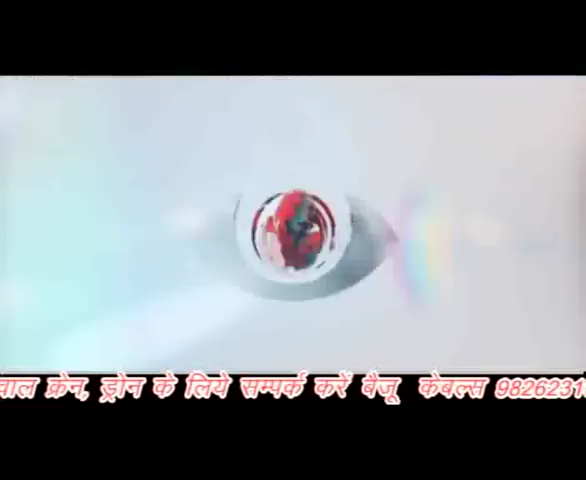 वाल क्रेन, ड्रोन के लिये सम्पर्क करें बैजू केबल्स 9826231